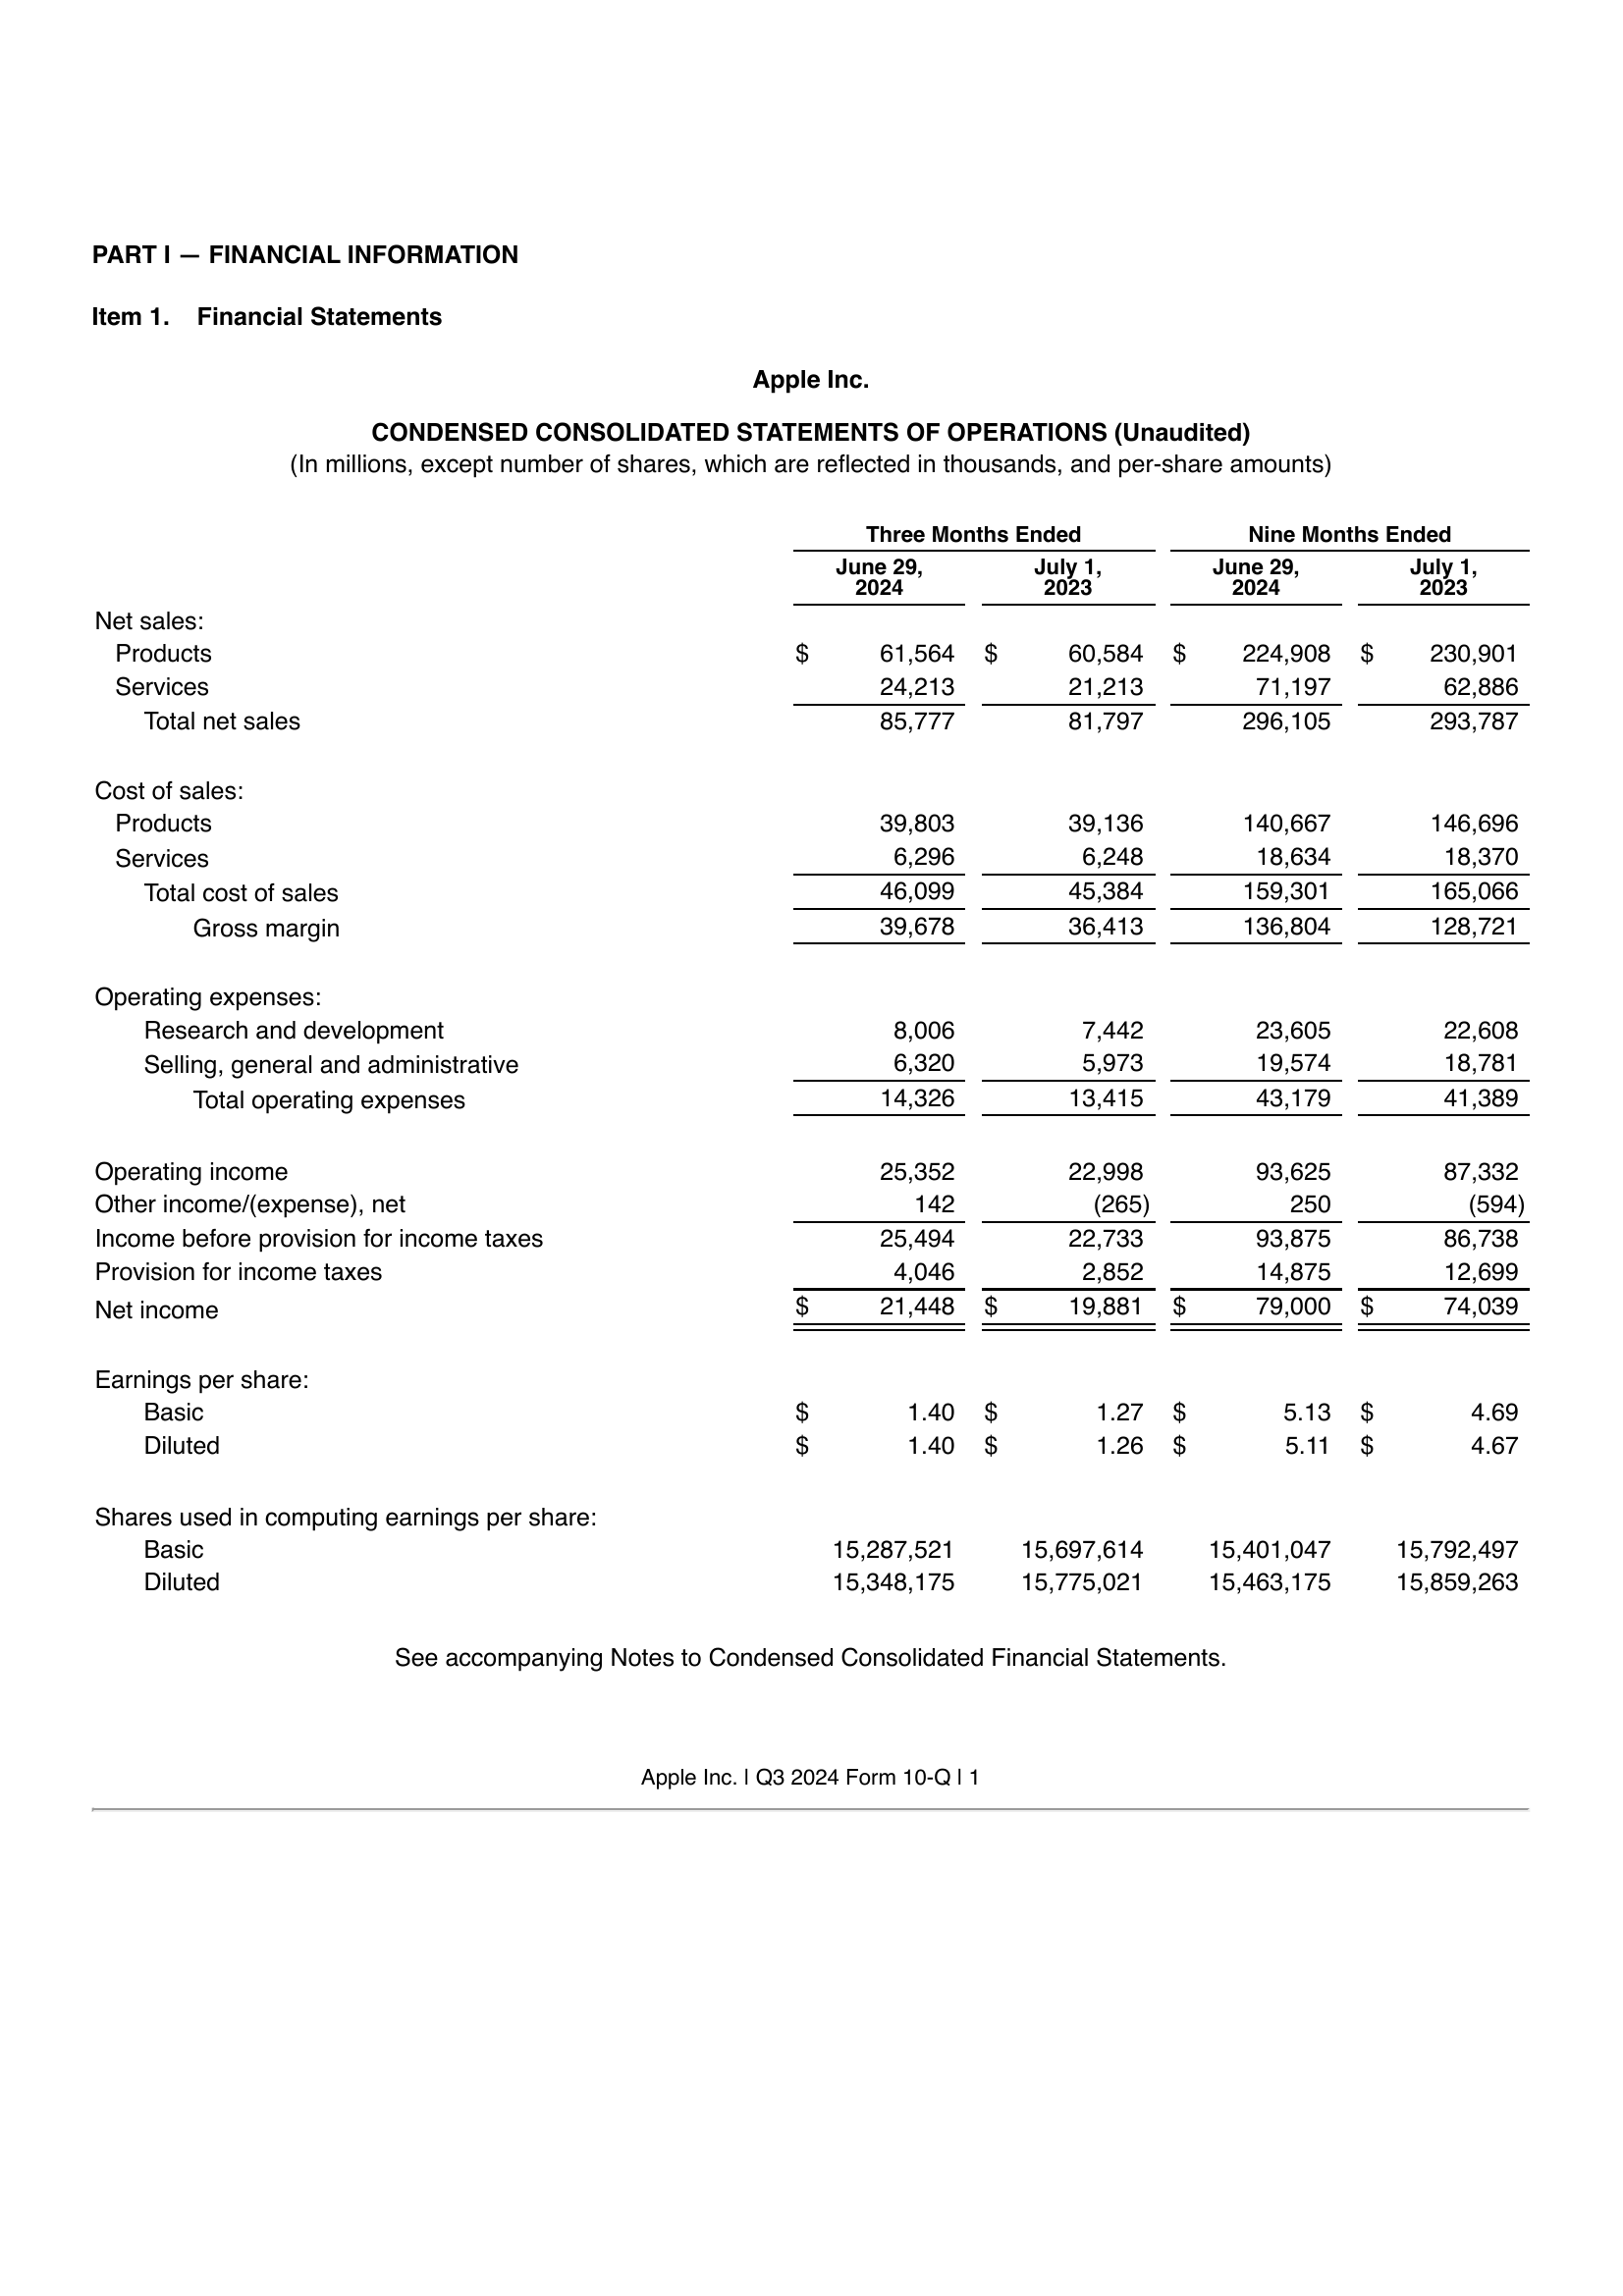 PART I — FINANCIAL INFORMATION
Item 1. Financial Statements
Apple Inc.
CONDENSED CONSOLIDATED STATEMENTS OF OPERATIONS (Unaudited)
(In millions, except number of shares, which are reflected in thousands, and per-share amounts)
Three Months Ended Nine Months Ended
June 29, 2024 July 1, 2023 June 29, 2024 July 1, 2023
Net sales:
Products $ 61,564 $ 60,584 $ 224,908 $ 230,901
Services 24,213 21,213 71,197 62,886
Total net sales 85,777 81,797 296,105 293,787
Cost of sales:
Products 39,803 39,136 140,667 146,696
Services 6,296 6,248 18,634 18,370
Total cost of sales 46,099 45,384 159,301 165,066
Gross margin 39,678 36,413 136,804 128,721
Operating expenses:
Research and development 8,006 7,442 23,605 22,608
Selling, general and administrative 6,320 5,973 19,574 18,781
Total operating expenses 14,326 13,415 43,179 41,389
Operating income 25,352 22,998 93,625 87,332
Other income/(expense), net 142 (265) 250 (594)
Income before provision for income taxes 25,494 22,733 93,875 86,738
Provision for income taxes 4,046 2,852 14,875 12,699
Net income $ 21,448 $ 19,881 $ 79,000 $ 74,039
Earnings per share:
Basic $ 1.40 $ 1.27 $ 5.13 $ 4.69
Diluted $ 1.40 $ 1.26 $ 5.11 $ 4.67
Shares used in computing earnings per share:
Basic 15,287,521 15,697,614 15,401,047 15,792,497
Diluted 15,348,175 15,775,021 15,463,175 15,859,263
See accompanying Notes to Condensed Consolidated Financial Statements.
Apple Inc. | Q3 2024 Form 10-Q | 1